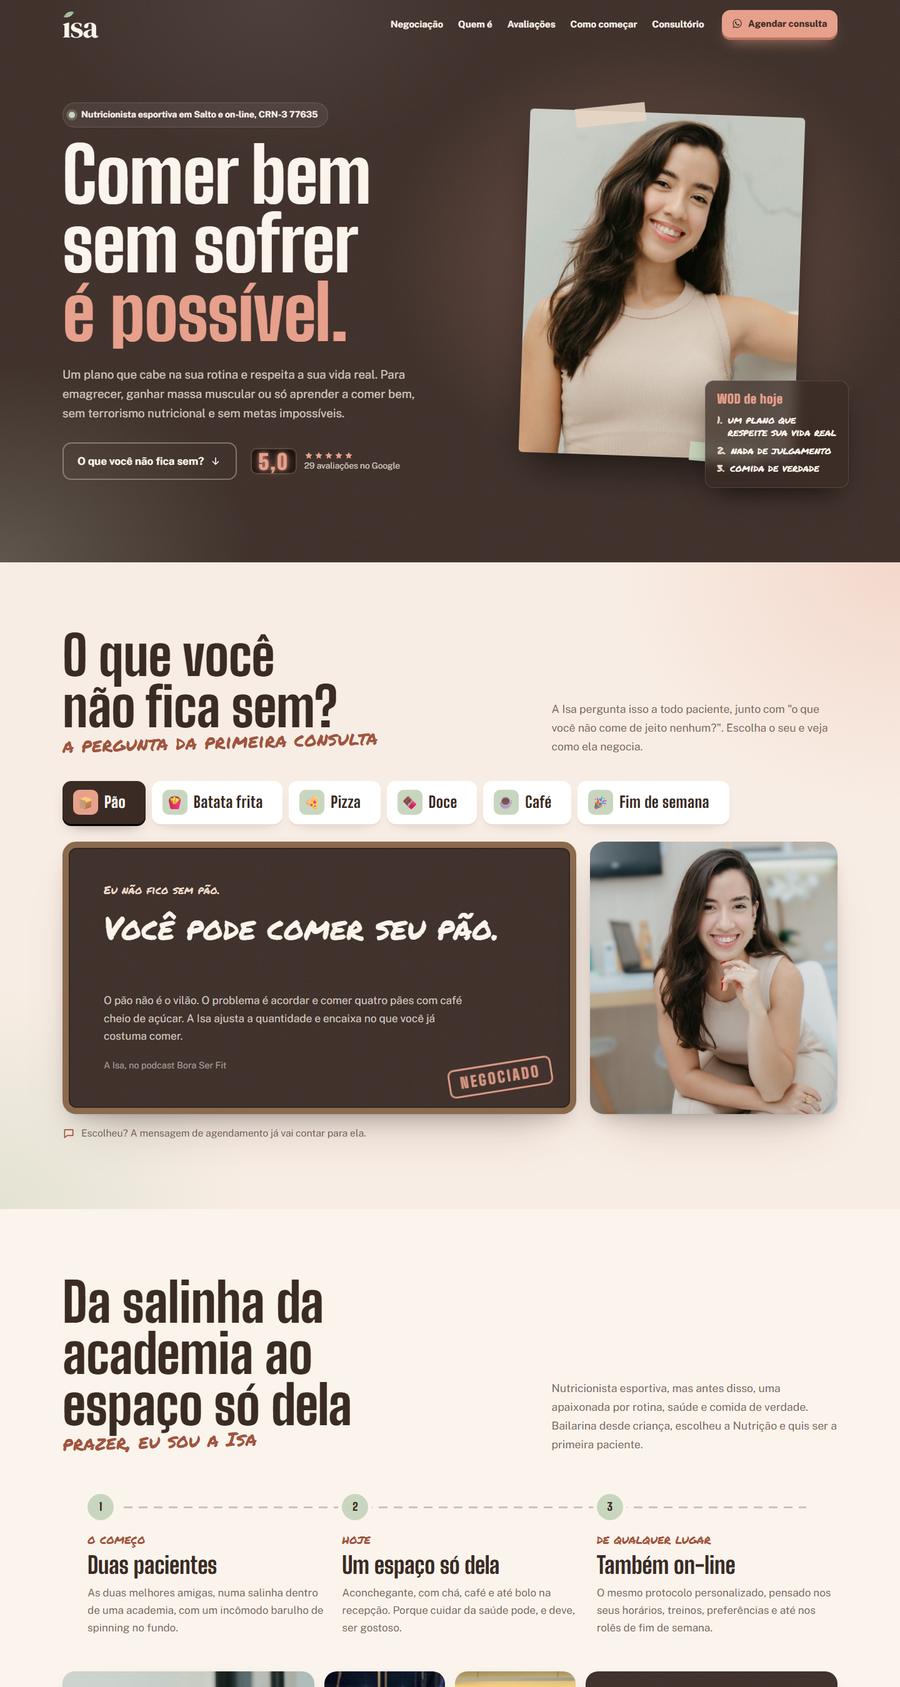 isa
Negociação Quem é Avaliações Como começar Consultório Agendar consulta
Nutricionista esportiva em Salto e on-line, CRN-3 77635
Comer bem
sem sofrer
é possível.
Um plano que cabe na sua rotina e respeita a sua vida real. Para
emagrecer, ganhar massa muscular ou só aprender a comer bem,
sem terrorismo nutricional e sem metas impossíveis.
O que você não fica sem? ↓
5,0
★★★★★
29 avaliações no Google
WOD de hoje
1. UM PLANO QUE
RESPEITE SUA VIDA REAL
2. NADA DE JULGAMENTO
3. COMIDA DE VERDADE
O que você
não fica sem?
A PERGUNTA DA PRIMEIRA CONSULTA
A Isa pergunta isso a todo paciente, junto com "o que
você não come de jeito nenhum?". Escolha o seu e veja
como ela negocia.
Pão Batata frita Pizza Doce Café Fim de semana
EU NÃO FICO SEM PÃO.
VOCÊ PODE COMER SEU PÃO.
O pão não é o vilão. O problema é acordar e comer quatro pães com café
cheio de açúcar. A Isa ajusta a quantidade e encaixa no que você já
costuma comer.
A Isa, no podcast Bora Ser Fit
NEGOCIADO
Escolheu? A mensagem de agendamento já vai contar para ela.
Da salinha da
academia ao
espaço só dela
PRAZER, EU SOU A ISA
Nutricionista esportiva, mas antes disso, uma
apaixonada por rotina, saúde e comida de verdade.
Bailarina desde criança, escolheu a Nutrição e quis ser a
primeira paciente.
1
O COMEÇO
Duas pacientes
As duas melhores amigas, numa salinha dentro
de uma academia, com um incômodo barulho de
spinning no fundo.
2
HOJE
Um espaço só dela
Aconchegante, com chá, café e até bolo na
recepção. Porque cuidar da saúde pode, e deve,
ser gostoso.
3
DE QUALQUER LUGAR
Também on-line
O mesmo protocolo personalizado, pensado nos
seus horários, treinos, preferências e até nos
rolês de fim de semana.